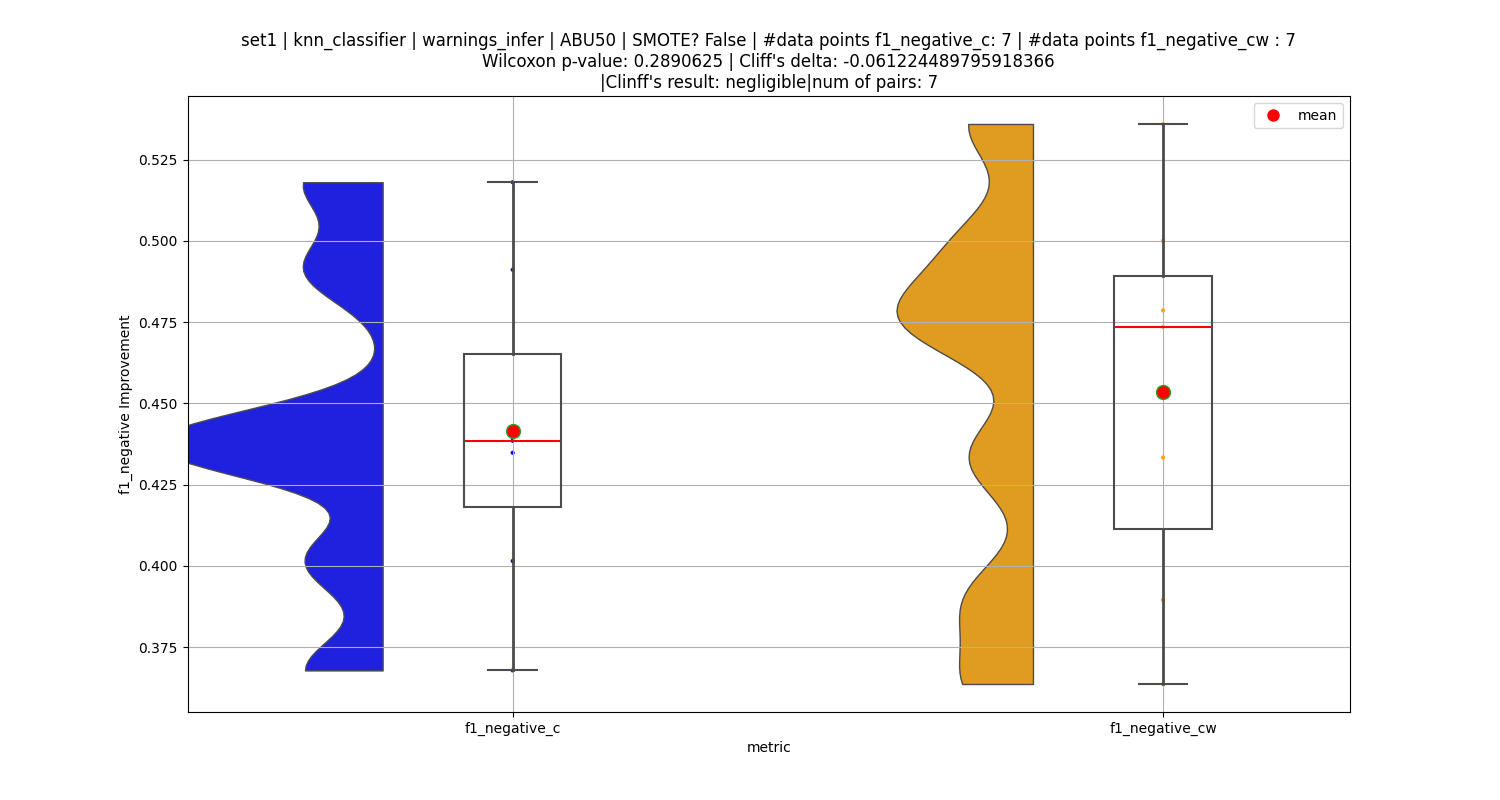 set1 | knn_classifier | warnings_infer | ABU50 | SMOTE? False | #data points f1_negative_c: 7 | #data points f1_negative_cw : 7
Wilcoxon p-value: 0.2890625 | Cliff's delta: -0.061224489795918366
|Clinff's result: negligible|num of pairs: 7
mean
0.525
0.500
0.475
0.450
0.425
0.400
0.375
f1_negative Improvement
f1_negative_c
f1_negative_cw
metric